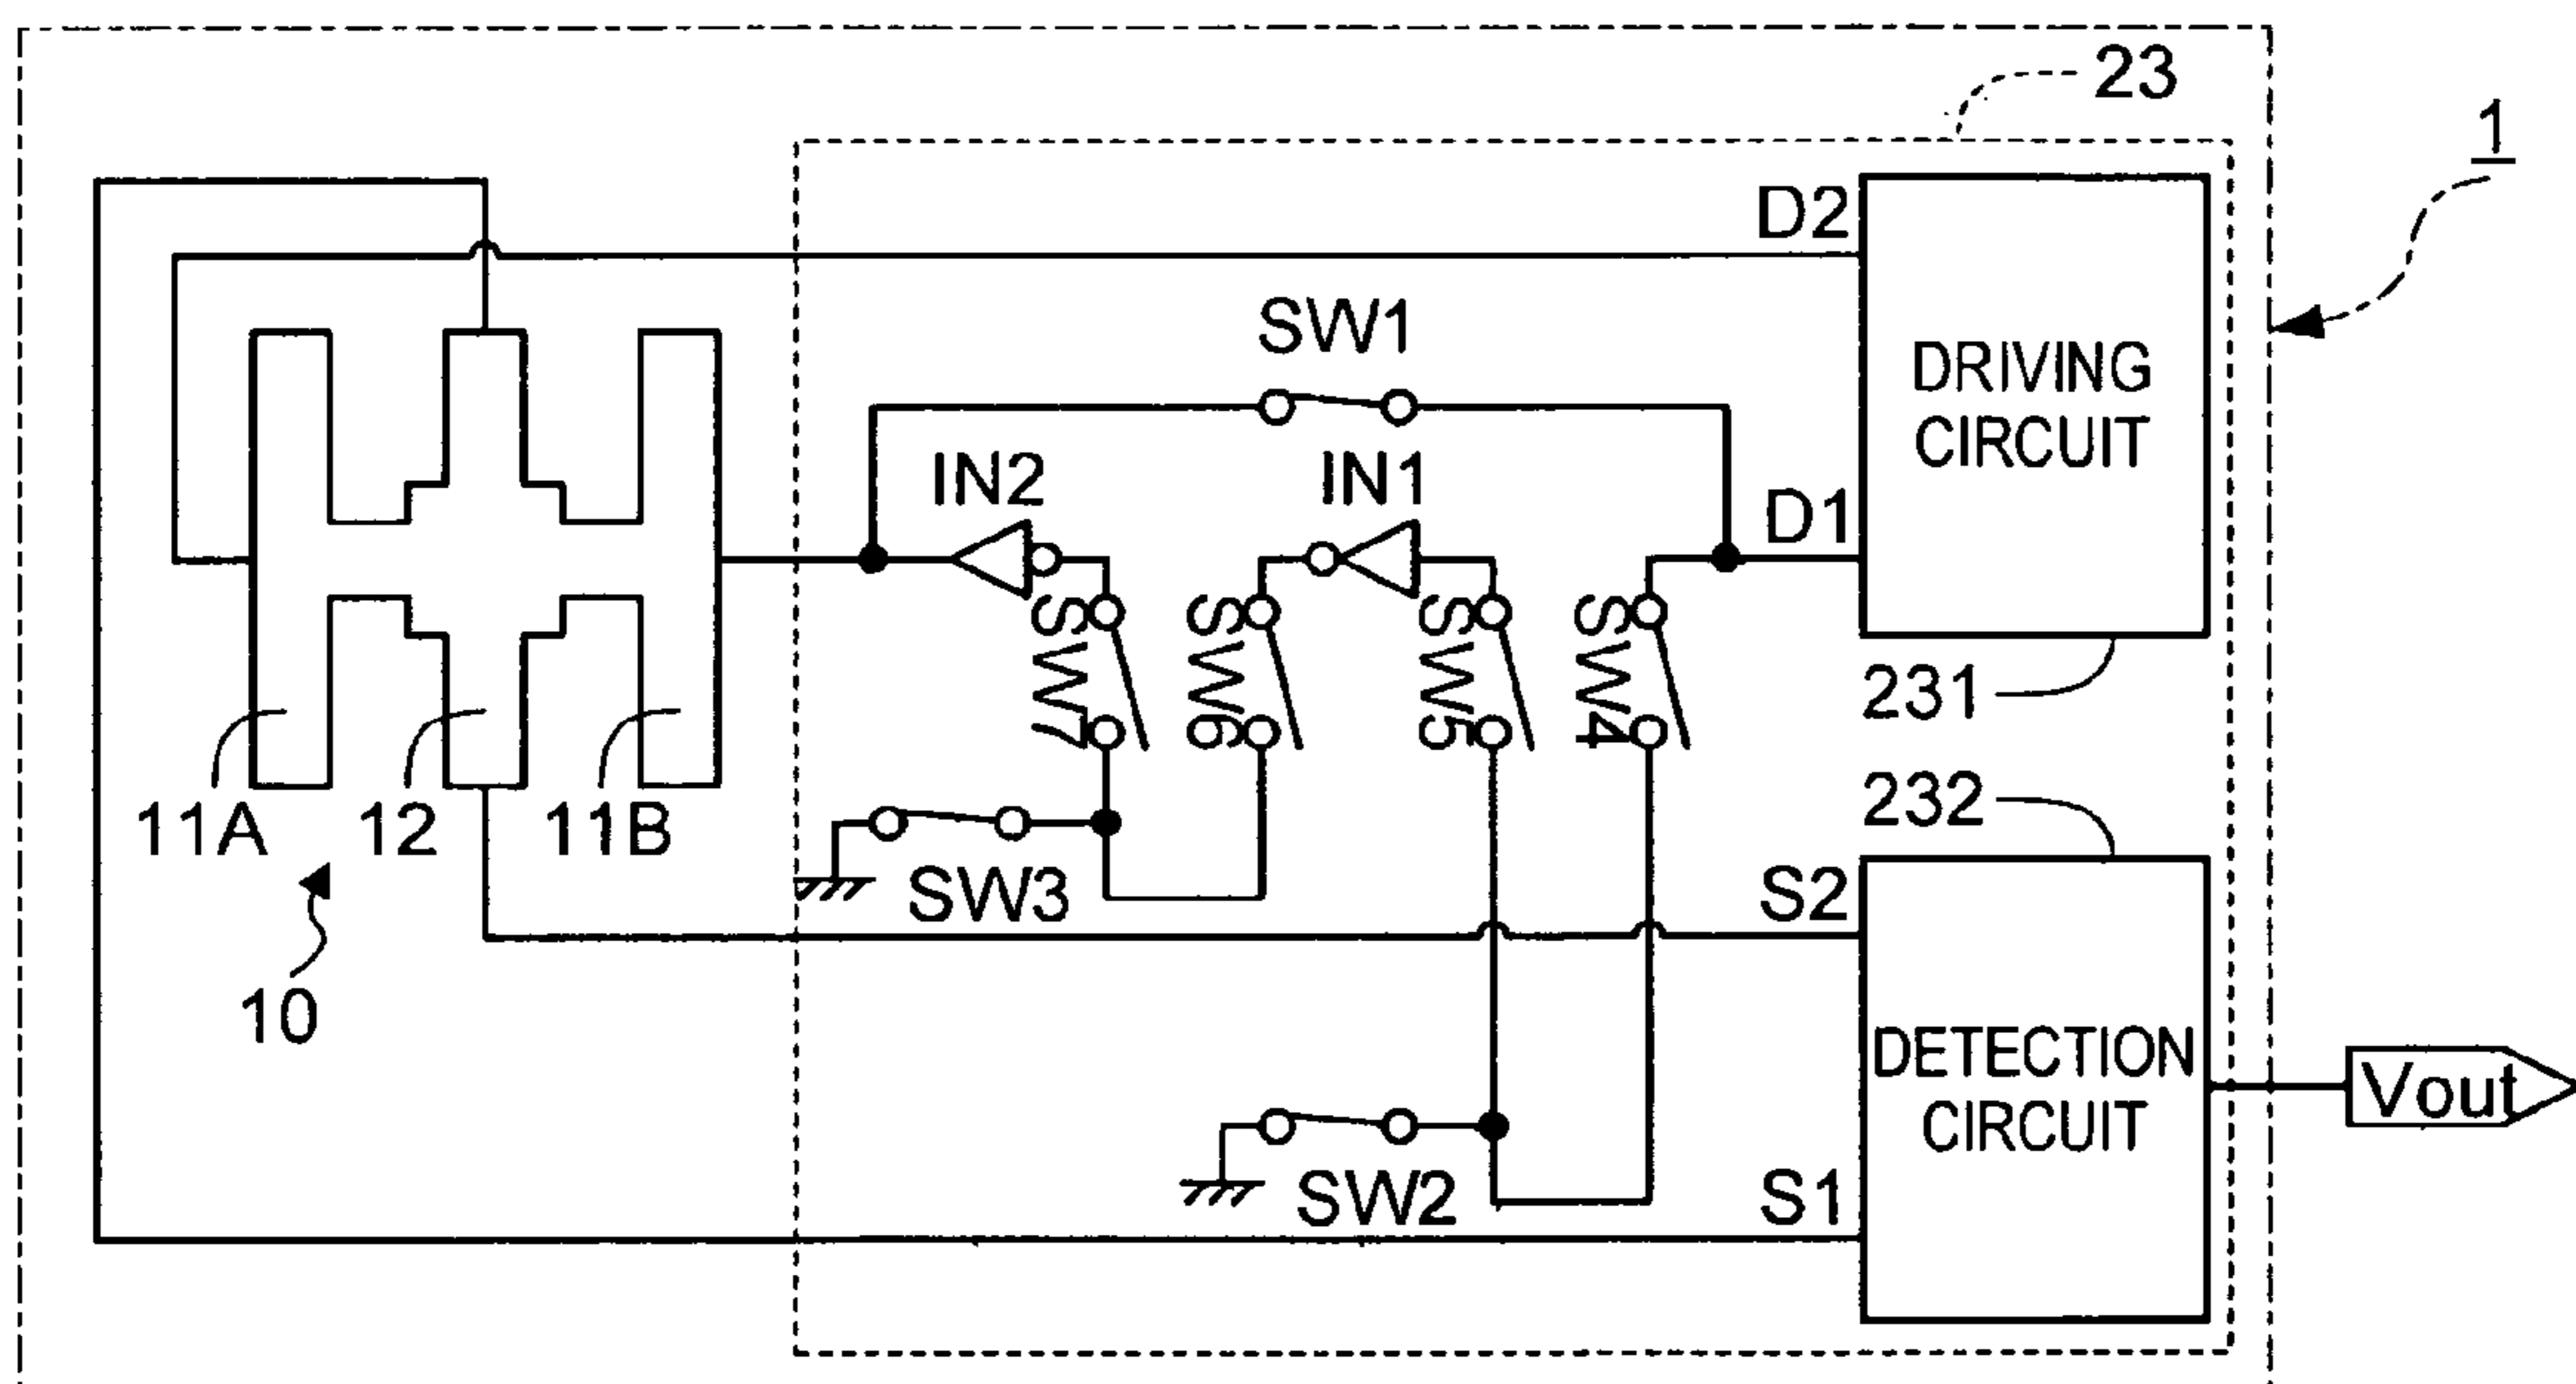 23
1
D2
SW1
DRIVING
CIRCUIT
IN2
IN1
D1
SW7
SW6
SW5
SW4
231
11A
12
11B
232
SW3
S2
10
DETECTION
CIRCUIT
Vout
SW2
S1